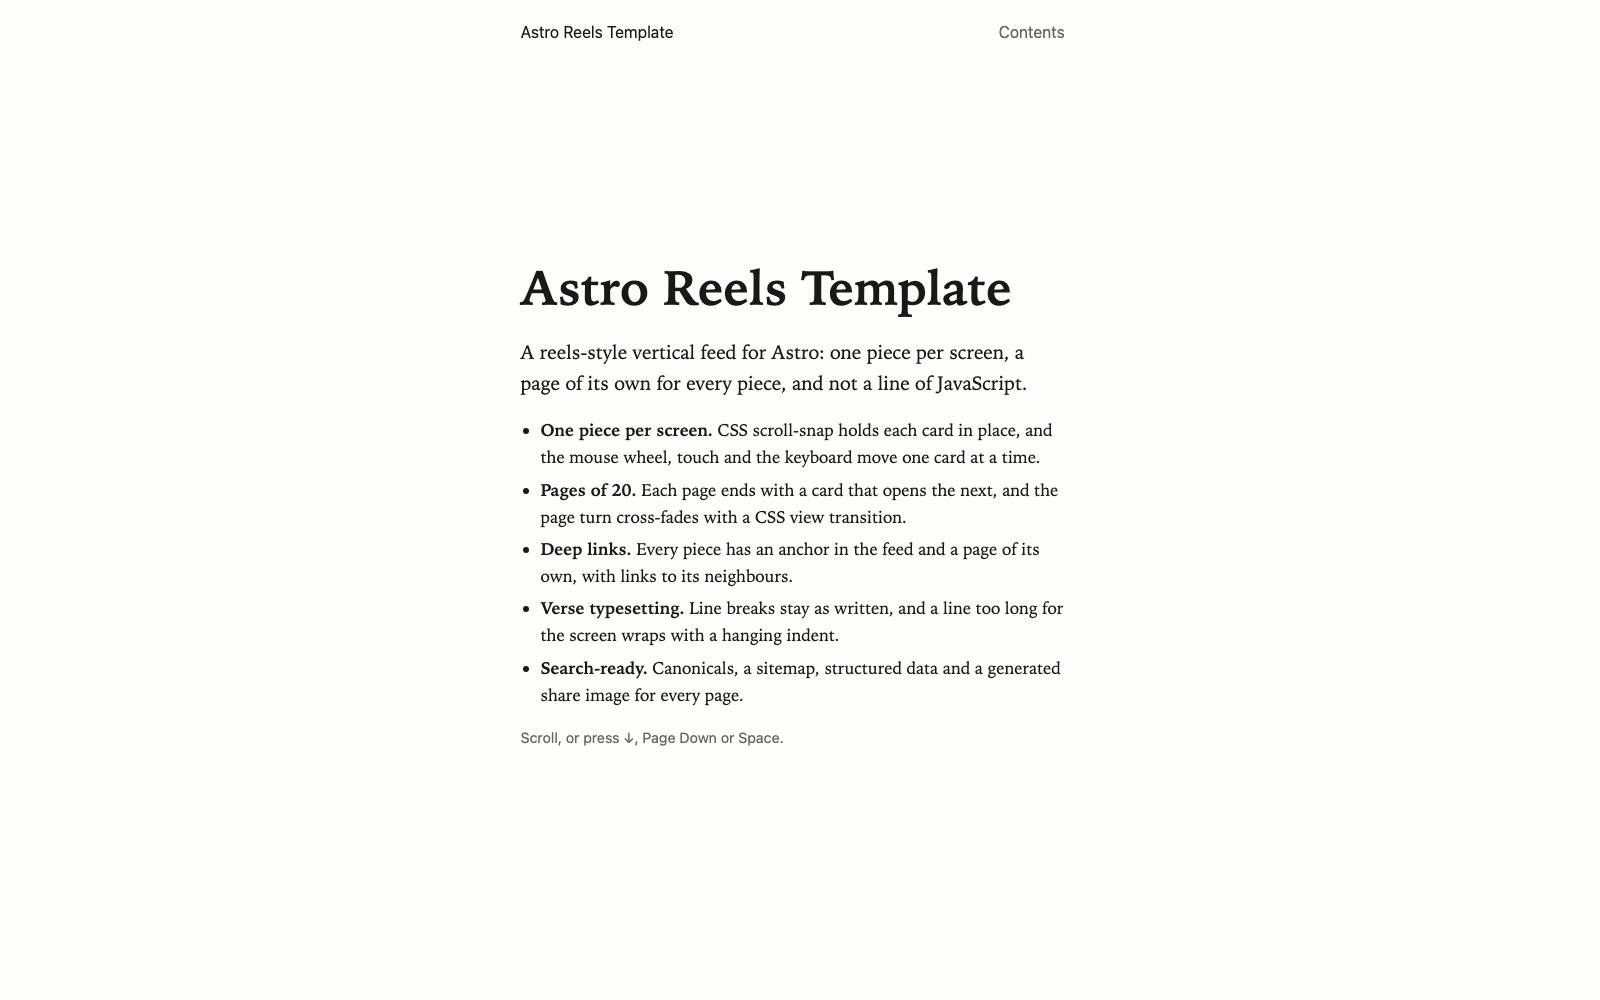 Astro Reels Template
Contents
Astro Reels Template
A reels-style vertical feed for Astro: one piece per screen, a
page of its own for every piece, and not a line of JavaScript.
• One piece per screen. CSS scroll-snap holds each card in place, and
the mouse wheel, touch and the keyboard move one card at a time.
• Pages of 20. Each page ends with a card that opens the next, and the
page turn cross-fades with a CSS view transition.
• Deep links. Every piece has an anchor in the feed and a page of its
own, with links to its neighbours.
• Verse typesetting. Line breaks stay as written, and a line too long for
the screen wraps with a hanging indent.
• Search-ready. Canonicals, a sitemap, structured data and a generated
share image for every page.
Scroll, or press ↓, Page Down or Space.